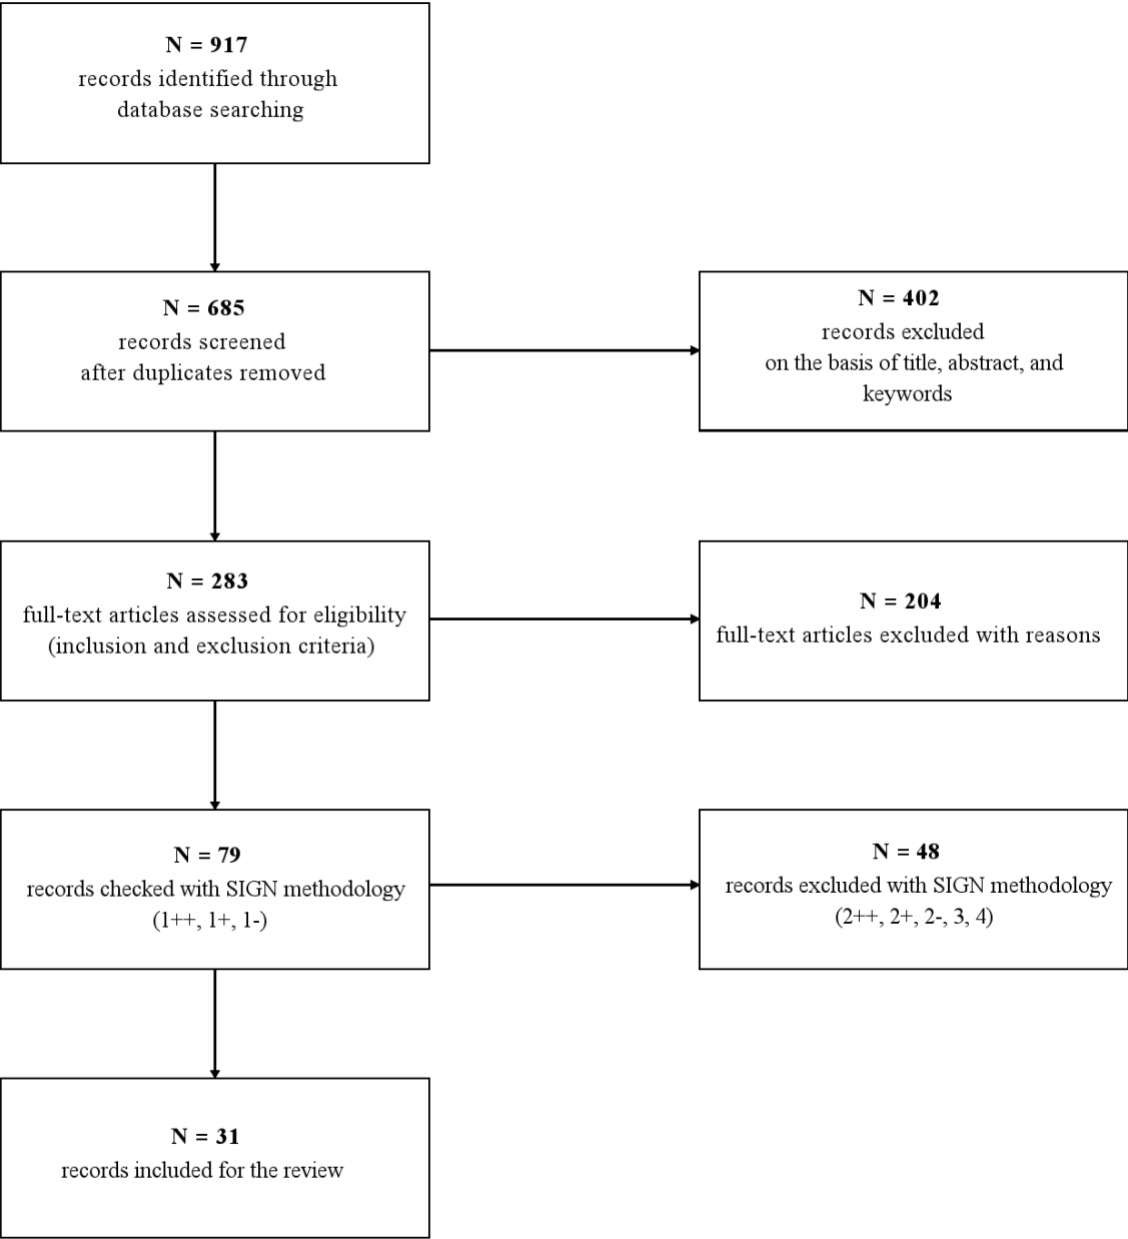 N = 917
records identified through
database searching
N = 685
records screened
after duplicates removed
N = 402
records excluded
on the basis of title, abstract, and
keywords
N = 283
full-text articles assessed for eligibility
(inclusion and exclusion criteria)
N = 204
full-text articles excluded with reasons
N = 79
records checked with SIGN methodology
(1++, 1+, 1-)
N = 48
records excluded with SIGN methodology
(2++, 2+, 2-, 3, 4)
N = 31
records included for the review